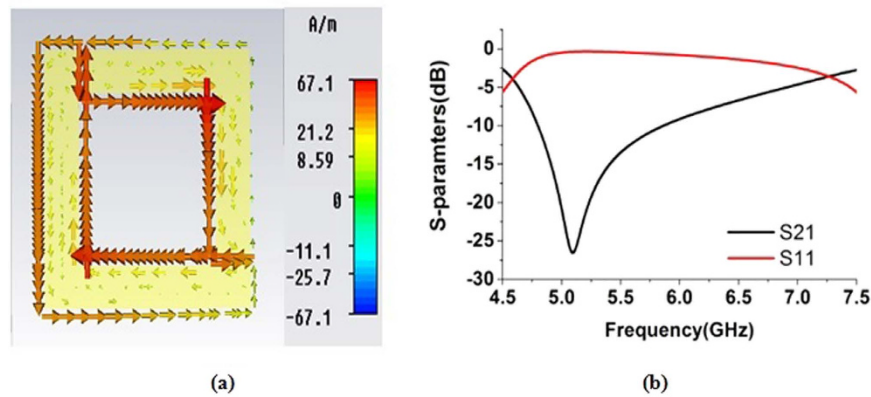 A/m
67.1
21.2
8.59
0
-11.1
-25.7
-67.1
(a)
S-paramters(dB)
0
-5
-10
-15
-20
-25
-30
S21
S11
4.5 5.0 5.5 6.0 6.5 7.0 7.5
Frequency(GHz)
(b)